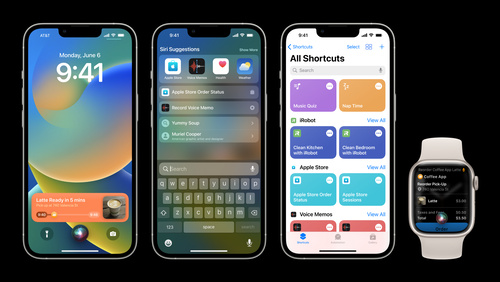 AT&T
Monday, June 6
9:41
Latte Ready in 5 mins
9:41
Siri Suggestions
Show More
App Store
Voice Memos
Health
Weather
Apple Store Order Status
Record Voice Memo
Yummy Soup
Muriel Cooper
Search
q w e r t y u i o p
a s d f g h j k l
z x c v b n m
123
space
9:41
Shortcuts
Select
All Shortcuts
Search
Music Quiz
Nap Time
iRobot
View All
Clean Kitchen
with iRobot
Clean Bedroom
with iRobot
Apple Store
View All
Apple Store Order
Status
Apple Store
Sessions
Voice Memos
View All
Shortcuts
Coffee App
Reorder Pick-Up
Latte